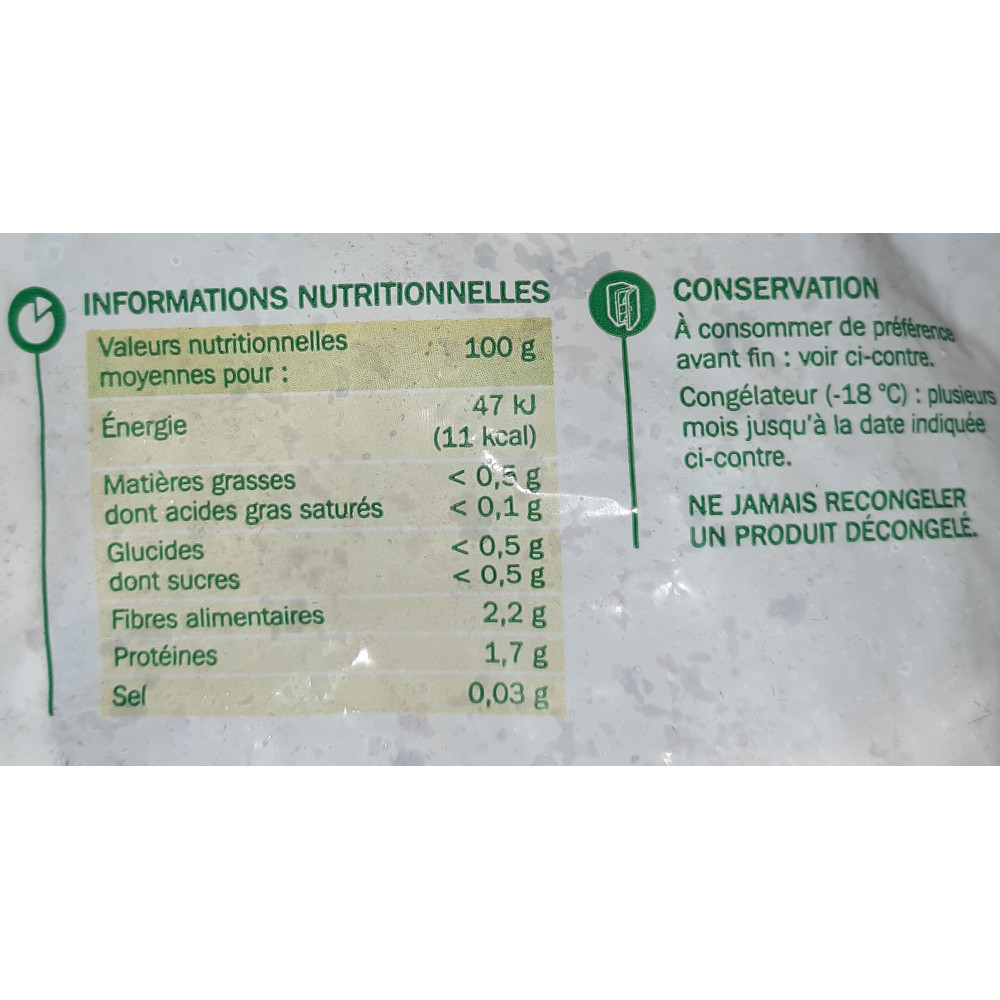 INFORMATIONS NUTRITIONNELLES
Valeurs nutritionnelles
moyennes pour :
100 g
Énergie
47 kJ
(11 kcal)
Matières grasses < 0,5 g
dont acides gras saturés < 0,1 g
Glucides < 0,5 g
dont sucres < 0,5 g
Fibres alimentaires 2,2 g
Protéines 1,7 g
Sel 0,03 g
CONSERVATION
À consommer de préférence
avant fin : voir ci-contre.
Congélateur (-18 °C) : plusieurs
mois jusqu'à la date indiquée
ci-contre.
NE JAMAIS RECONGELER
UN PRODUIT DÉCONGELÉ.